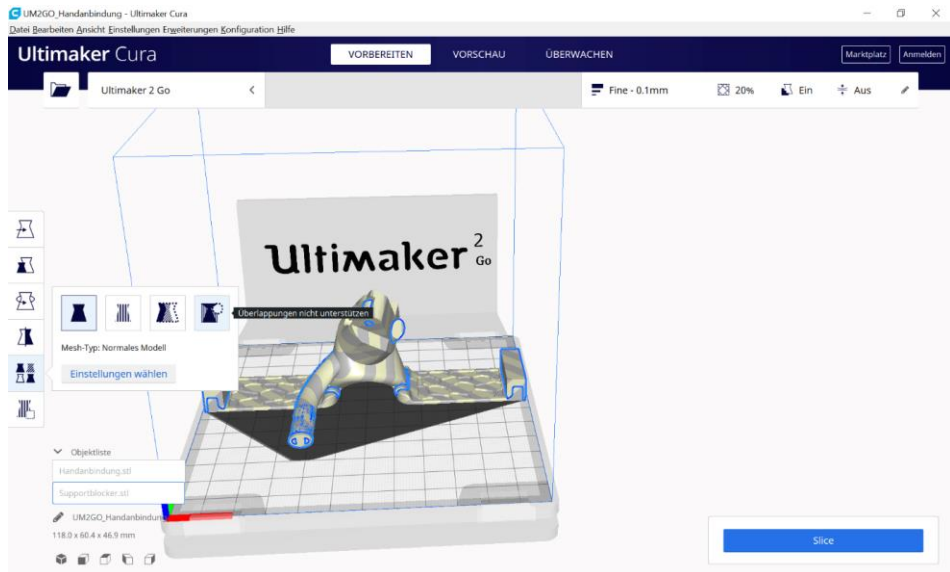 UM2GO_Handanbindung - Ultimaker Cura
Datei Bearbeiten Ansicht Einstellungen Erweiterungen Konfiguration Hilfe
Ultimaker Cura
VORBEREITEN
VORSCHAU
ÜBERWACHEN
Marktplatz
Anmelden
Ultimaker 2 Go
Fine - 0.1mm
20%
Ein
Aus
Ultimaker 2
Go
Überlappungen nicht unterstützen
Mesh-Typ: Normales Modell
Einstellungen wählen
Objektliste
Handanbindung.stl
Supportblocker.stl
UM2GO_Handanbindun
118.0 x 60.4 x 46.9 mm
Slice